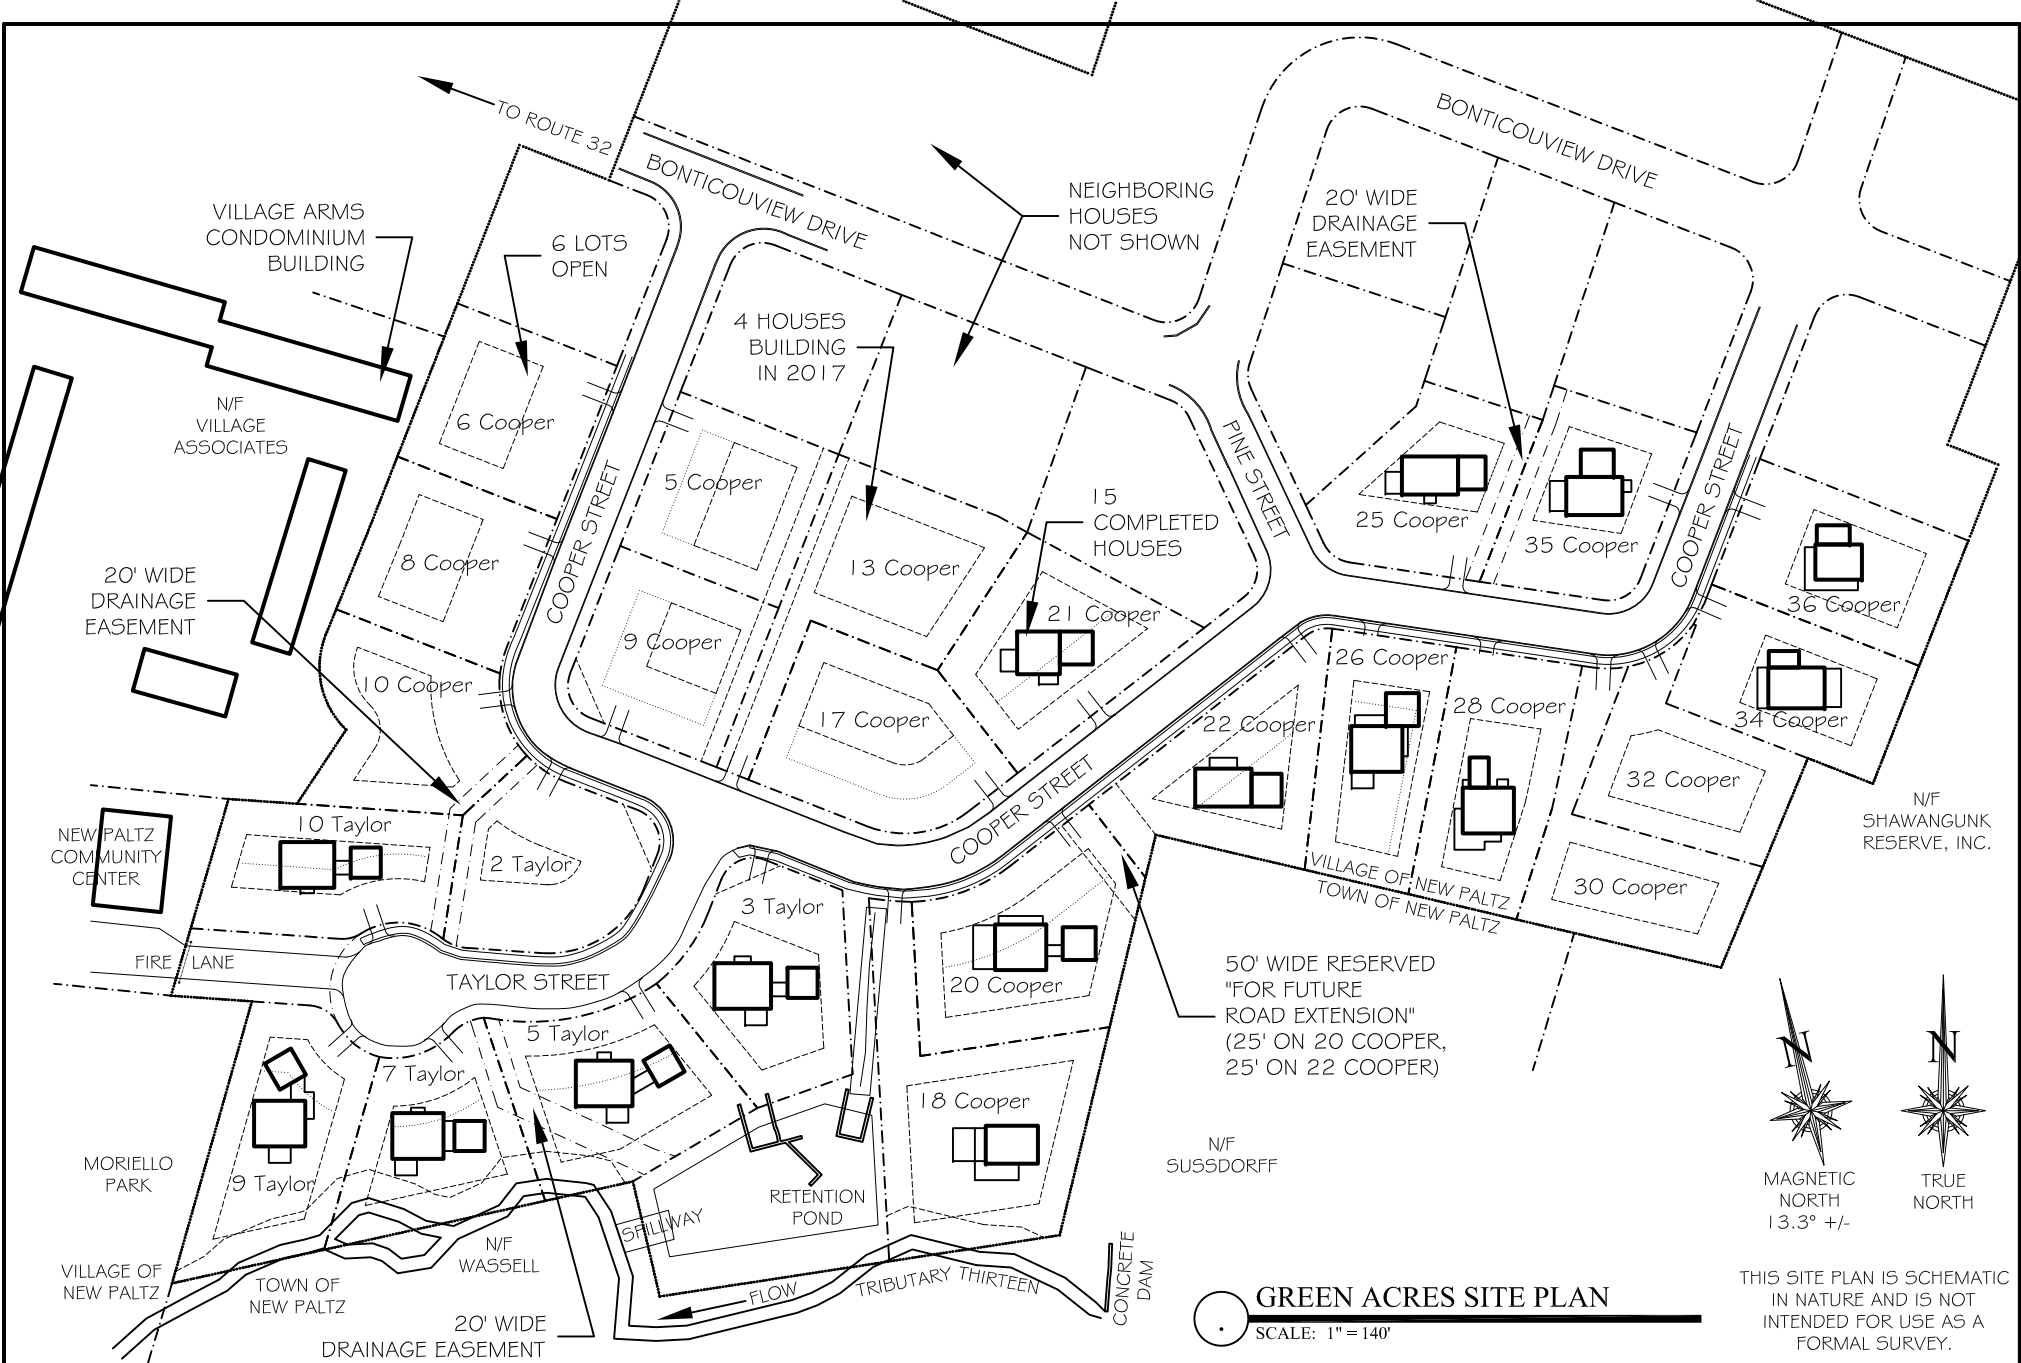 TO ROUTE 32
BONTICOUVIEW DRIVE
BONTICOUVIEW DRIVE
VILLAGE ARMS
CONDOMINIUM
BUILDING
6 LOTS
OPEN
NEIGHBORING
HOUSES
NOT SHOWN
20' WIDE
DRAINAGE
EASEMENT
4 HOUSES
BUILDING
IN 2017
N/F
VILLAGE
ASSOCIATES
6 Cooper
5 Cooper
COOPER STREET
PINE STREET
COOPER STREET
15
COMPLETED
HOUSES
25 Cooper
35 Cooper
8 Cooper
13 Cooper
20' WIDE
DRAINAGE
EASEMENT
21 Cooper
36 Cooper
9 Cooper
26 Cooper
10 Cooper
17 Cooper
22 Cooper
28 Cooper
34 Cooper
32 Cooper
COOPER STREET
N/F
SHAWANGUNK
RESERVE, INC.
NEW PALTZ
COMMUNITY
CENTER
10 Taylor
2 Taylor
30 Cooper
VILLAGE OF NEW PALTZ
TOWN OF NEW PALTZ
3 Taylor
FIRE LANE
TAYLOR STREET
20 Cooper
50' WIDE RESERVED
"FOR FUTURE
ROAD EXTENSION"
(25' ON 20 COOPER,
25' ON 22 COOPER)
5 Taylor
7 Taylor
18 Cooper
N
N
MORIELLO
PARK
9 Taylor
RETENTION
POND
N/F
SUSSDORFF
MAGNETIC
NORTH
13.3° +/-
TRUE
NORTH
SPILLWAY
N/F
WASSELL
VILLAGE OF
NEW PALTZ
TOWN OF
NEW PALTZ
FLOW
TRIBUTARY THIRTEEN
CONCRETE
DAM
20' WIDE
DRAINAGE EASEMENT
GREEN ACRES SITE PLAN
SCALE: 1" = 140'
THIS SITE PLAN IS SCHEMATIC
IN NATURE AND IS NOT
INTENDED FOR USE AS A
FORMAL SURVEY.